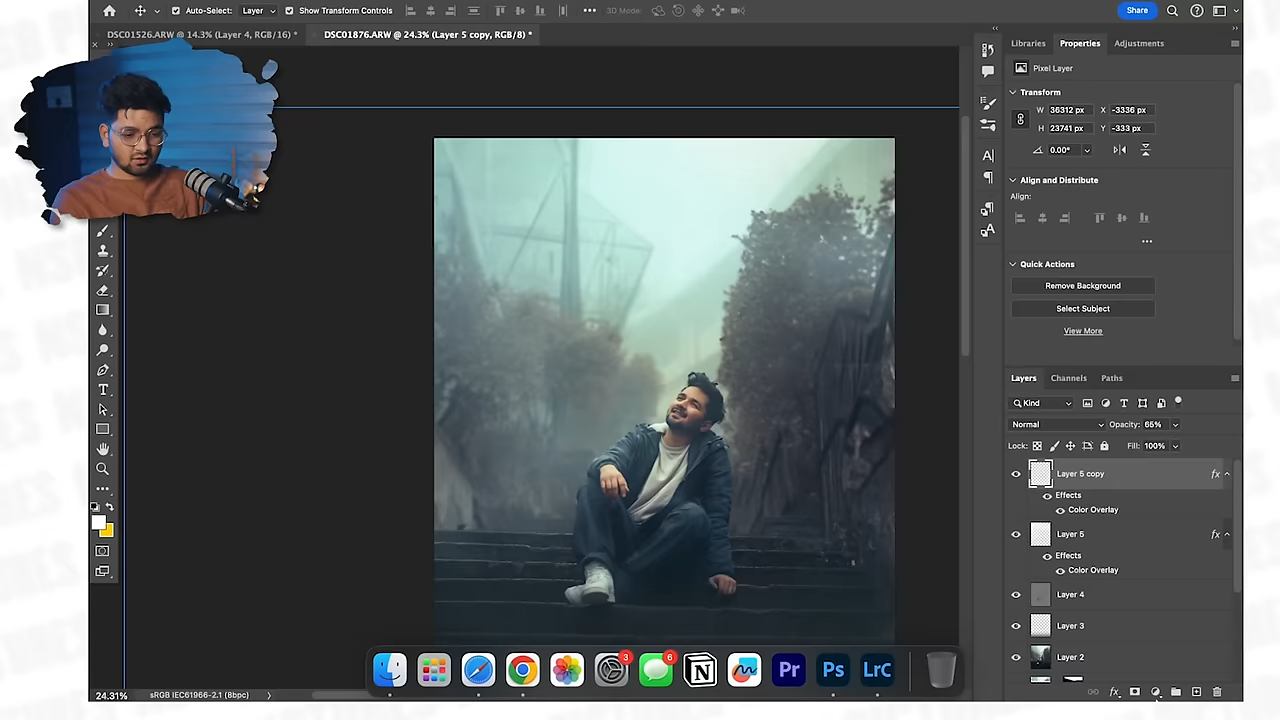 Auto-Select: Layer Show Transform Controls 3D Mode: Share
DSC01526.ARW @ 14.3% (Layer 4, RGB/16) * DSC01876.ARW @ 24.3% (Layer 5 copy, RGB/8) *
Libraries Properties Adjustments
Pixel Layer
Transform
W 36312 px X -3336 px
H 23741 px Y -333 px
0.00°
Align and Distribute
Align:
Quick Actions
Remove Background
Select Subject
View More
Layers Channels Paths
Kind
Normal Opacity: 65%
Lock: Fill: 100%
Layer 5 copy fx
Effects
Color Overlay
Layer 5 fx
Effects
Color Overlay
Layer 4
Layer 3
Layer 2
3 6 Pr Ps LrC
24.31% sRGB IEC61966-2.1 (8bpc) fx